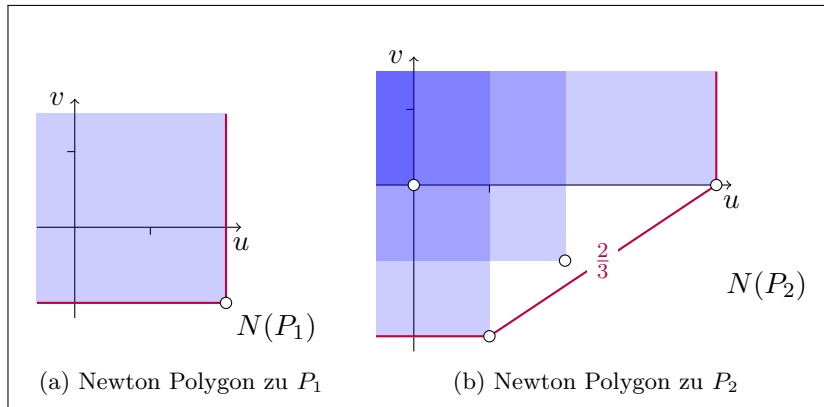 v
u
N(P₁)
(a) Newton Polygon zu P₁
v
u
2/3
N(P₂)
(b) Newton Polygon zu P₂